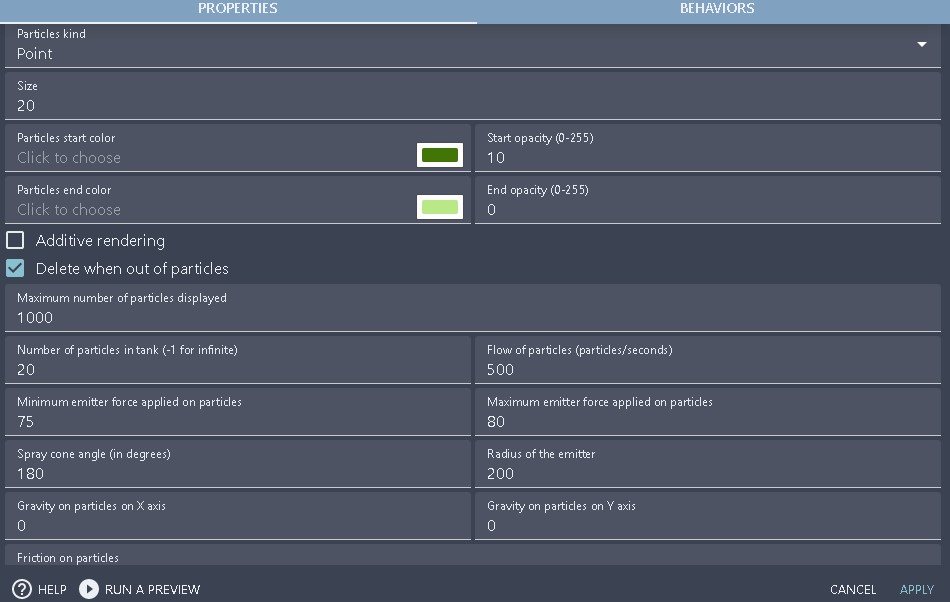 PROPERTIES
BEHAVIORS
Particles kind
Point
Size
20
Particles start color
Click to choose
Start opacity (0-255)
10
Particles end color
Click to choose
End opacity (0-255)
0
Additive rendering
Delete when out of particles
Maximum number of particles displayed
1000
Number of particles in tank (-1 for infinite)
20
Flow of particles (particles/seconds)
500
Minimum emitter force applied on particles
75
Maximum emitter force applied on particles
80
Spray cone angle (in degrees)
180
Radius of the emitter
200
Gravity on particles on X axis
0
Gravity on particles on Y axis
0
Friction on particles
? HELP
RUN A PREVIEW
CANCEL
APPLY